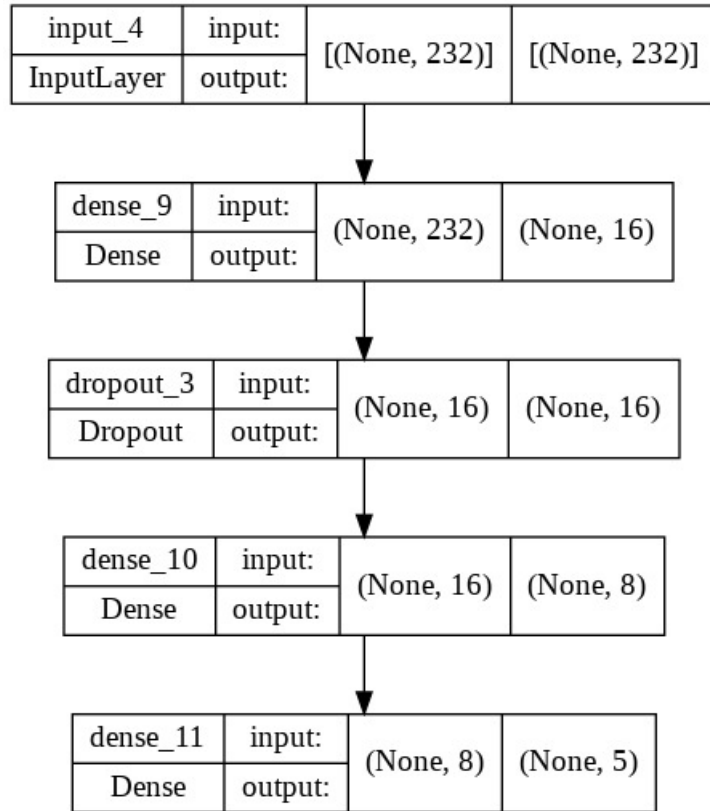 input_4 input: [(None, 232)] [(None, 232)]
InputLayer output:
dense_9 input: (None, 232) (None, 16)
Dense output:
dropout_3 input: (None, 16) (None, 16)
Dropout output:
dense_10 input: (None, 16) (None, 8)
Dense output:
dense_11 input: (None, 8) (None, 5)
Dense output: